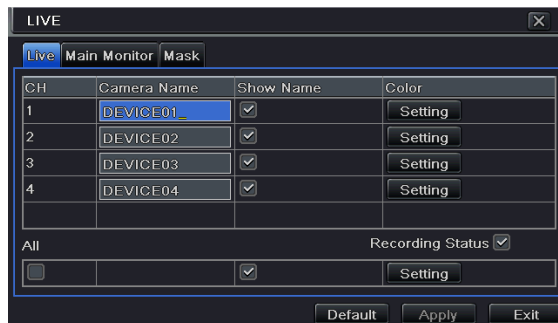 LIVE
Live Main Monitor Mask
CH Camera Name Show Name Color
1 DEVICE01_ Setting
2 DEVICE02 Setting
3 DEVICE03 Setting
4 DEVICE04 Setting
All Recording Status
Setting
Default Apply Exit